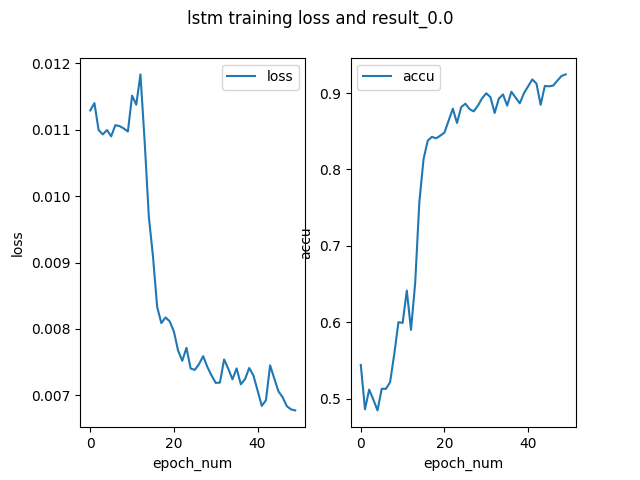 lstm training loss and result_0.0
loss
0.012
0.011
0.010
0.009
0.008
0.007
loss
0 20 40
epoch_num
accu
0.9
0.8
0.7
0.6
0.5
accu
0 20 40
epoch_num